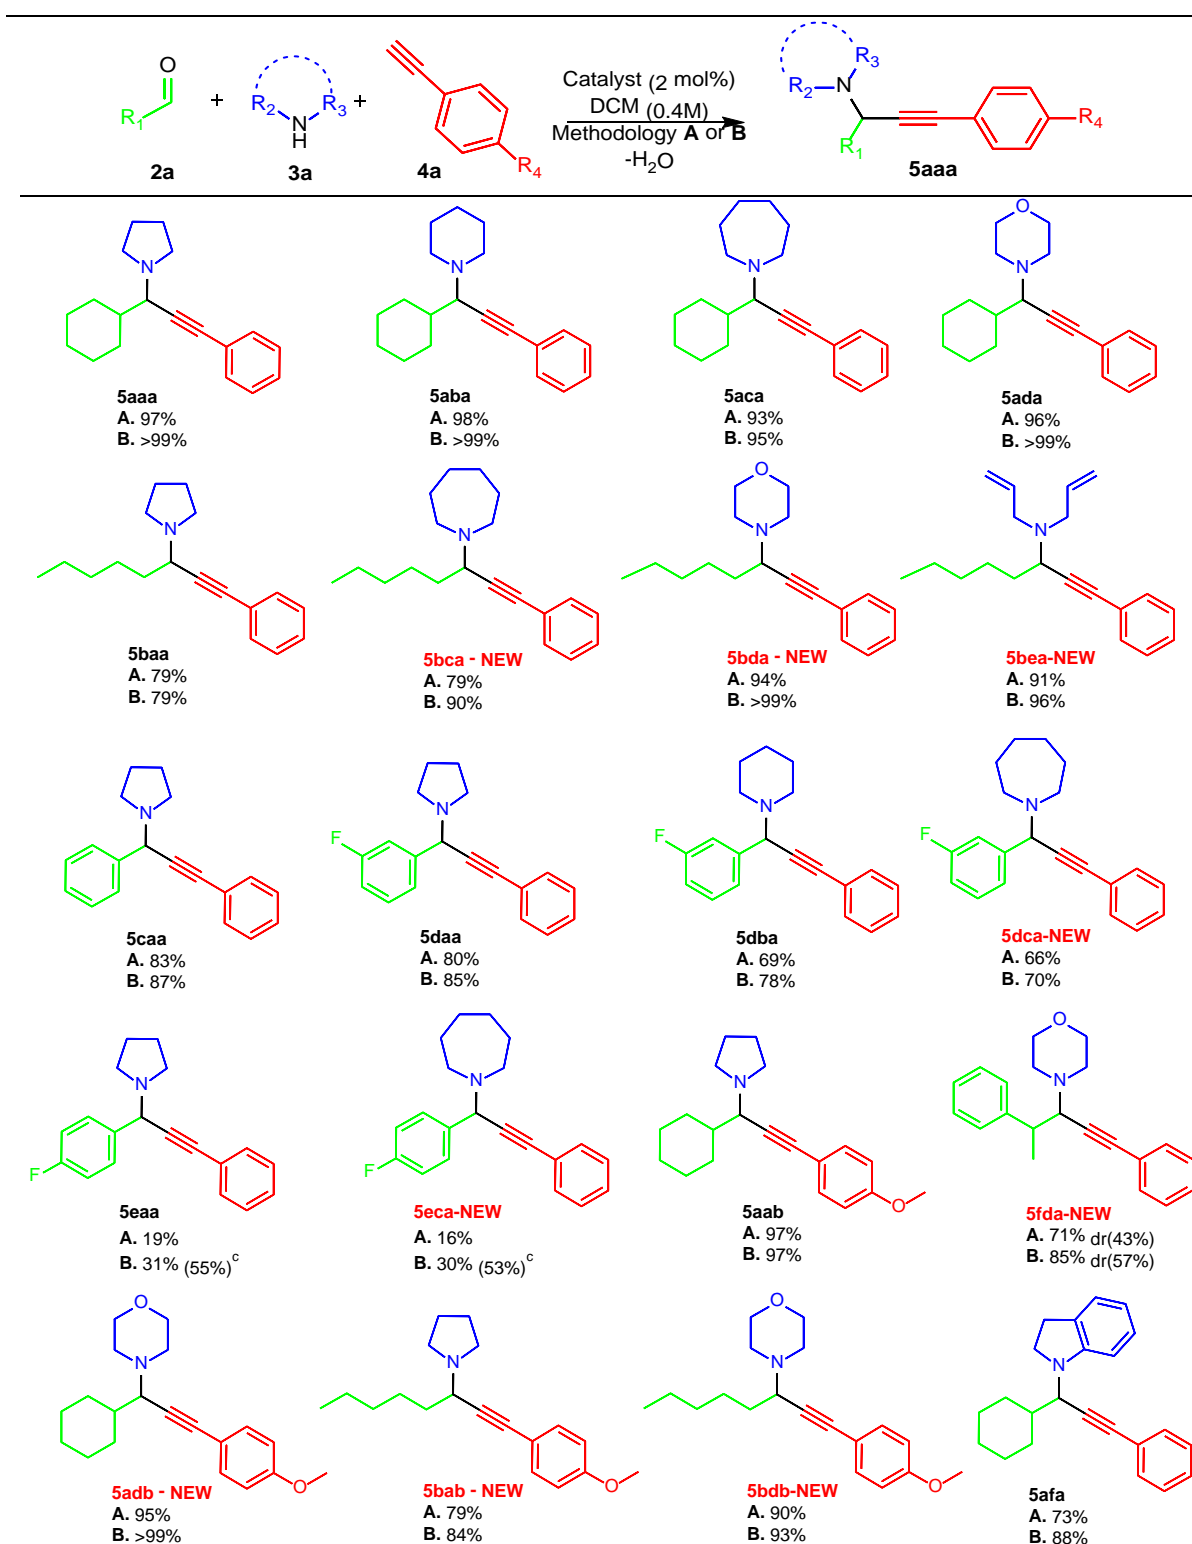 O
R1
2a
+
R2
R3
N
H
3a
+
R4
4a
Catalyst (2 mol%)
DCM (0.4M)
Methodology A or B
-H2O
R2
N
R3
R1
R4
5aaa
N
5aaa
A. 97%
B. >99%
N
5aba
A. 98%
B. >99%
N
5aca
A. 93%
B. 95%
O
N
5ada
A. 96%
B. >99%
N
5baa
A. 79%
B. 79%
N
5bca - NEW
A. 79%
B. 90%
O
N
5bda - NEW
A. 94%
B. >99%
N
5bea-NEW
A. 91%
B. 96%
N
5caa
A. 83%
B. 87%
N
F
5daa
A. 80%
B. 85%
N
F
5dba
A. 69%
B. 78%
N
F
5dca-NEW
A. 66%
B. 70%
N
F
5eaa
A. 19%
B. 31% (55%)c
N
F
5eca-NEW
A. 16%
B. 30% (53%)c
N
O
5aab
A. 97%
B. 97%
O
N
5fda-NEW
A. 71% dr(43%)
B. 85% dr(57%)
O
N
O
5adb - NEW
A. 95%
B. >99%
N
O
5bab - NEW
A. 79%
B. 84%
O
N
O
5bdb-NEW
A. 90%
B. 93%
N
5afa
A. 73%
B. 88%